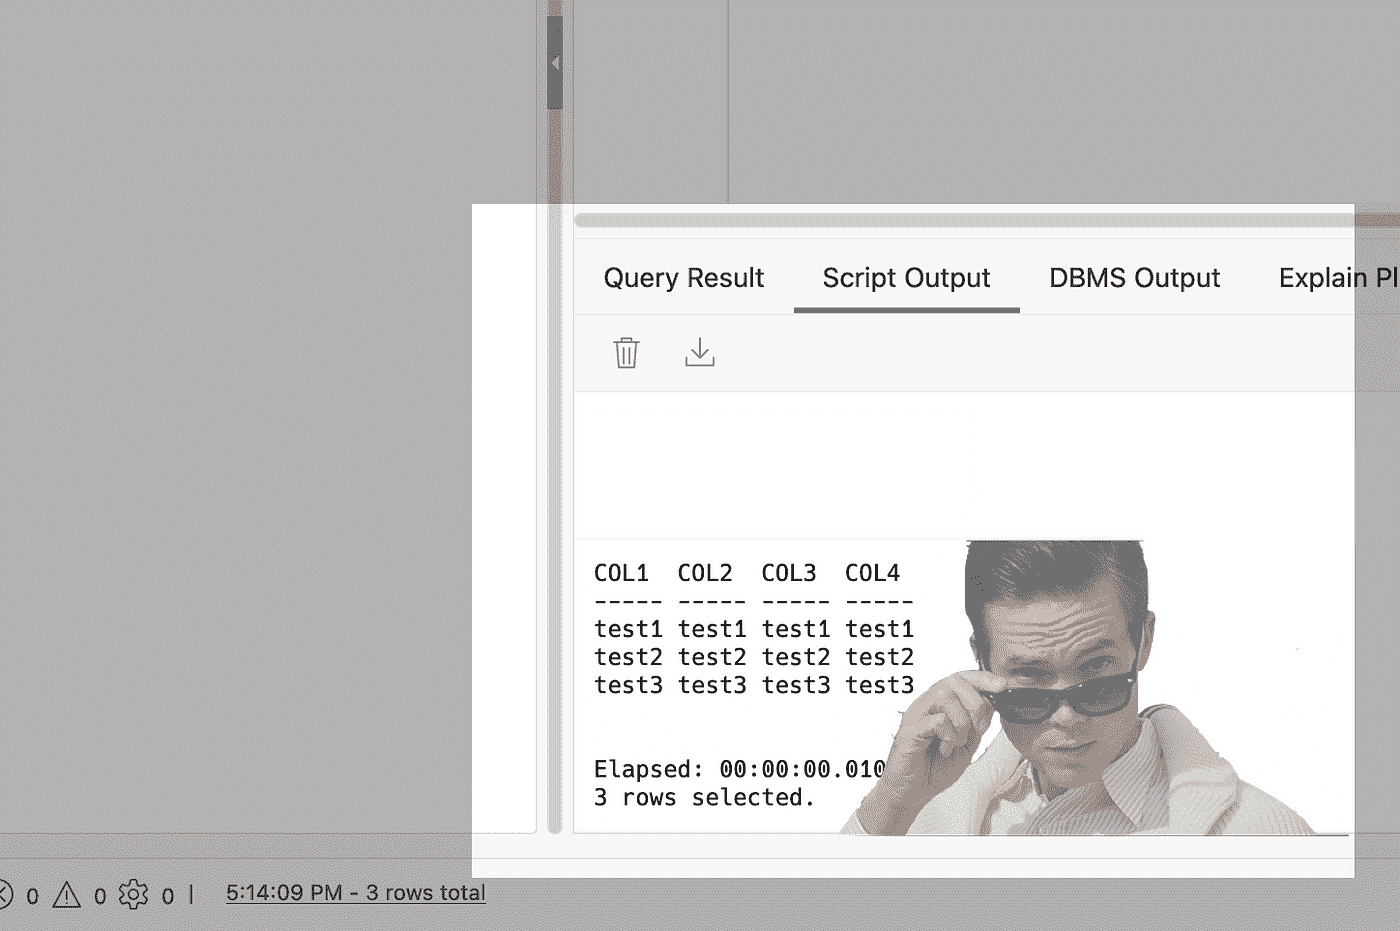 Query Result Script Output DBMS Output Explain Pl
COL1 COL2 COL3 COL4
----- ----- ----- -----
test1 test1 test1 test1
test2 test2 test2 test2
test3 test3 test3 test3
Elapsed: 00:00:00.010
3 rows selected.
0 0 0 | 5:14:09 PM - 3 rows total